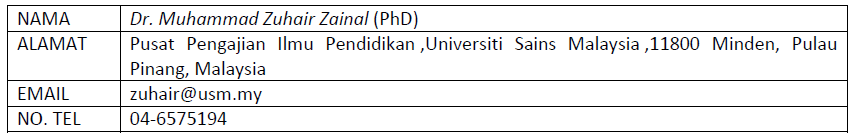 NAMA Dr. Muhammad Zuhair Zainal (PhD)
ALAMAT Pusat Pengajian Ilmu Pendidikan ,Universiti Sains Malaysia ,11800 Minden, Pulau
Pinang, Malaysia
EMAIL zuhair@usm.my
NO. TEL 04-6575194